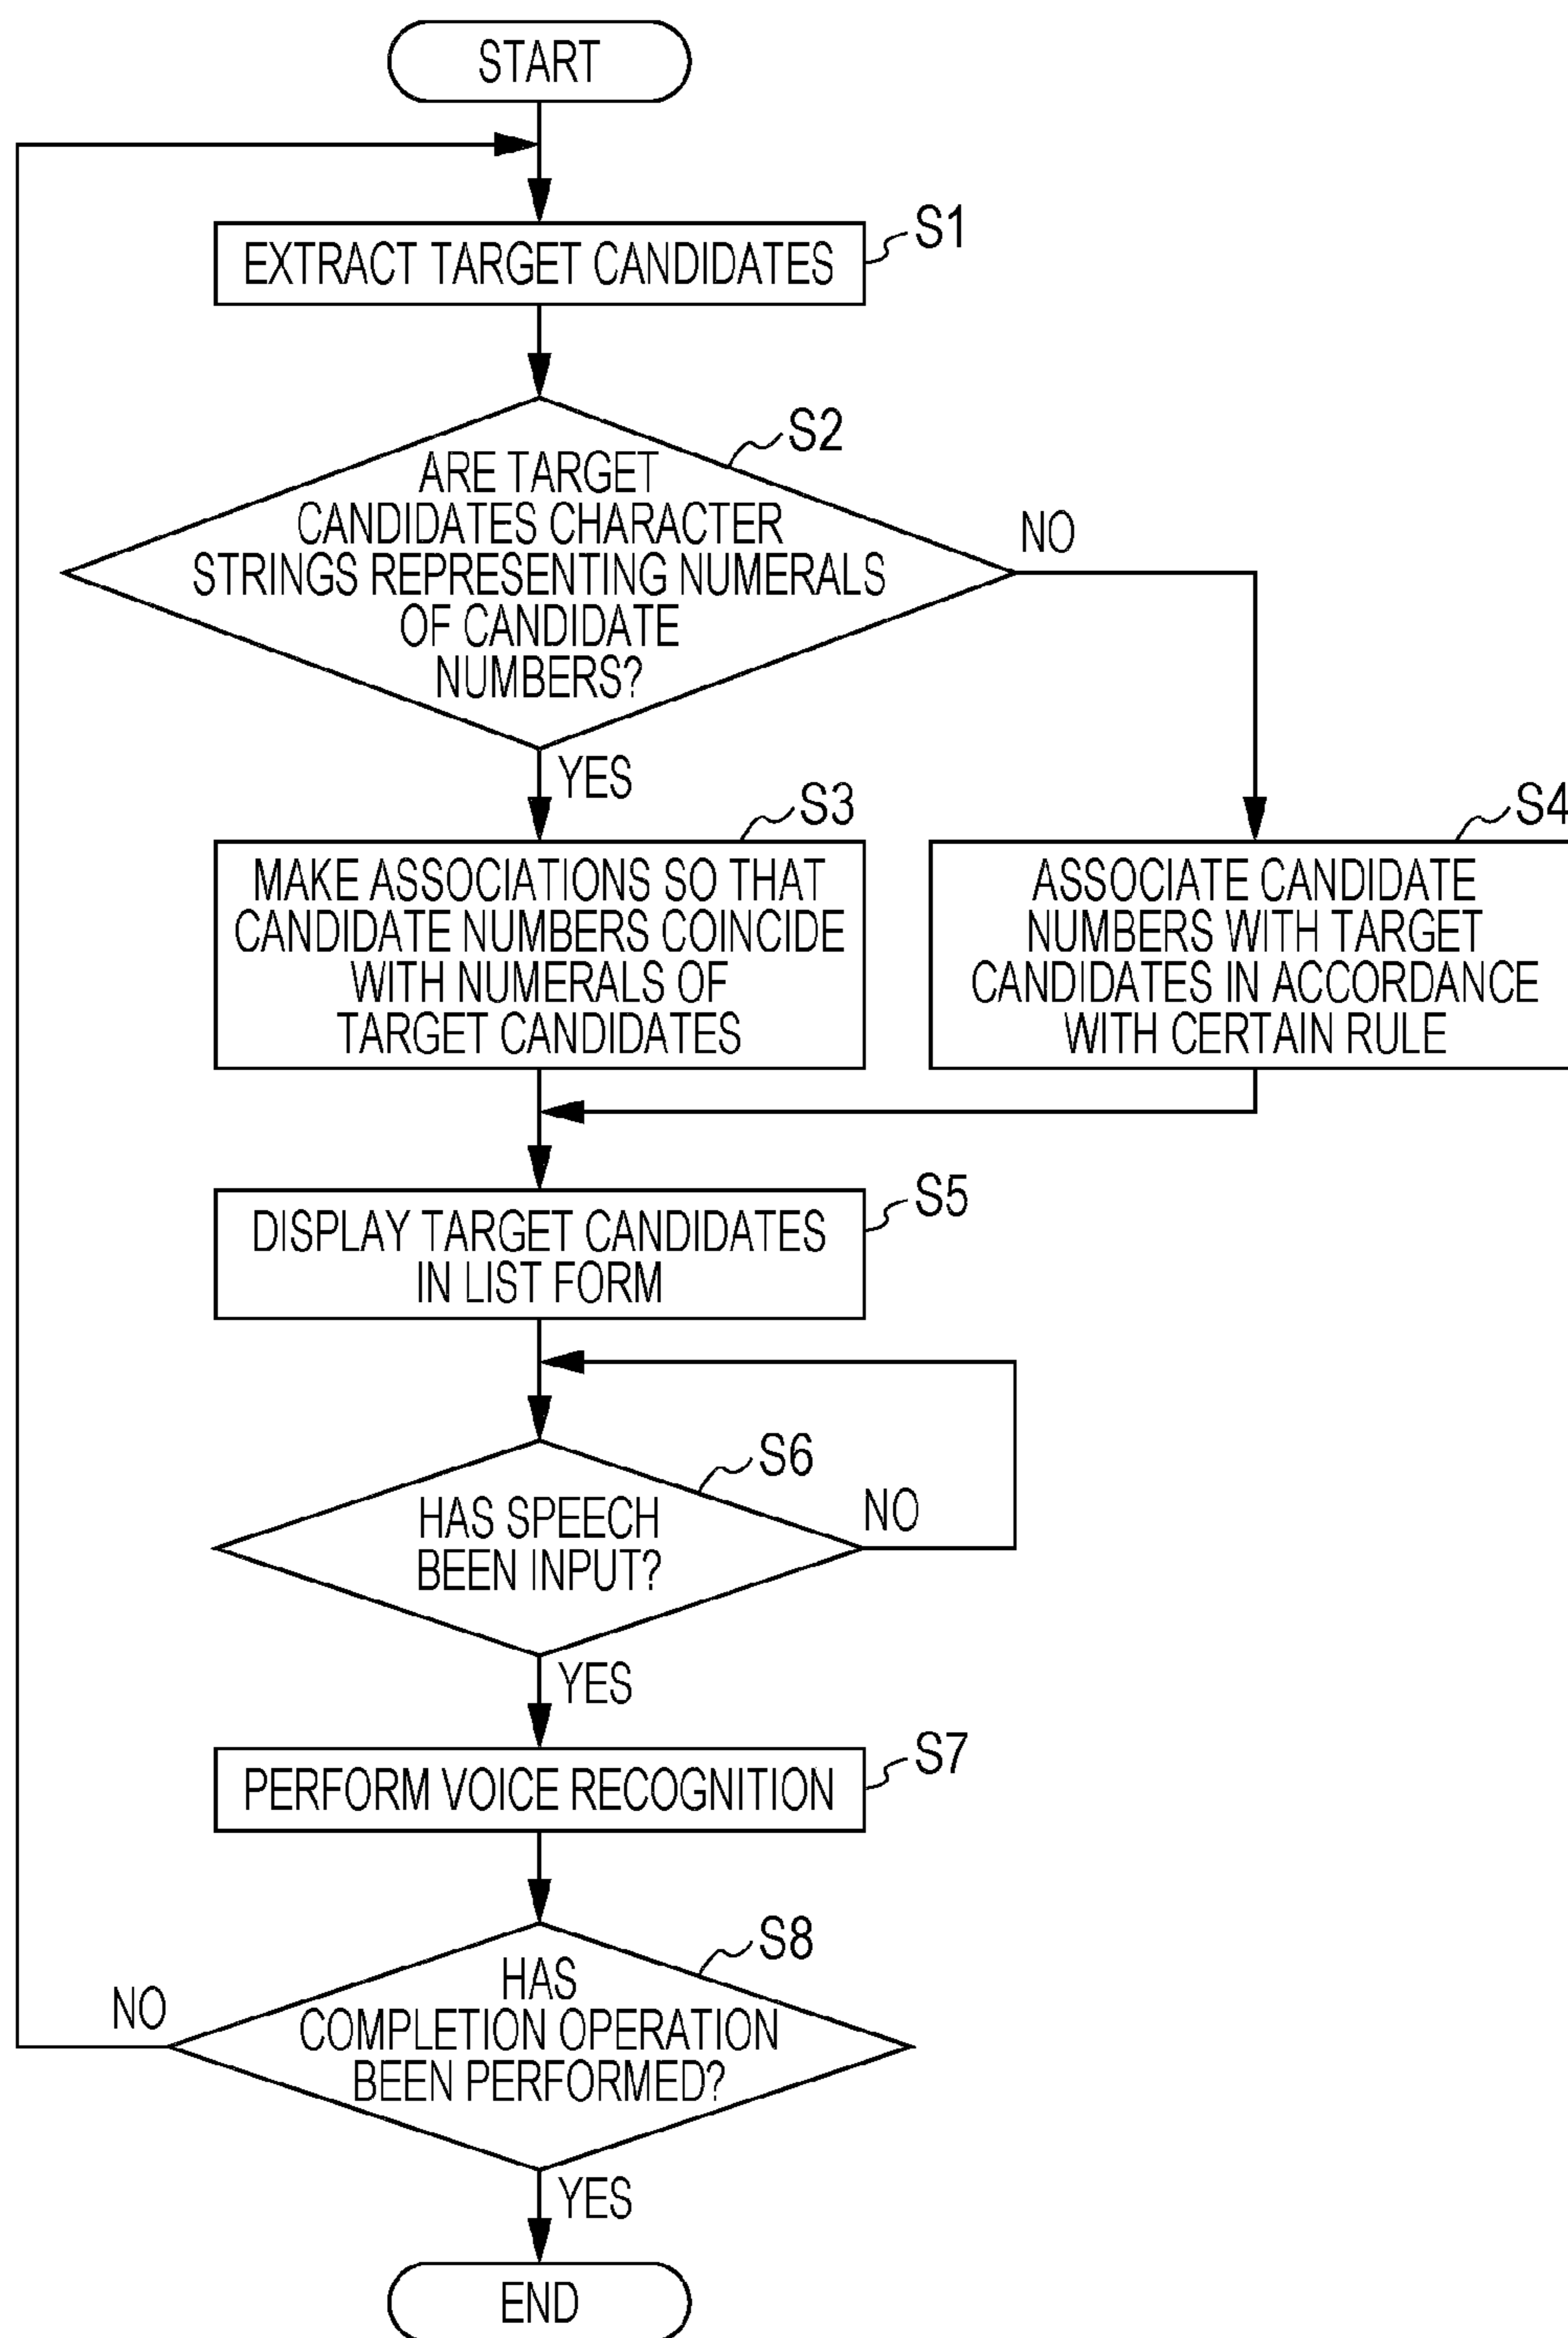 START
S1
EXTRACT TARGET CANDIDATES
S2
ARE TARGET
CANDIDATES CHARACTER
STRINGS REPRESENTING NUMERALS
OF CANDIDATE
NUMBERS?
NO
YES
S3
MAKE ASSOCIATIONS SO THAT
CANDIDATE NUMBERS COINCIDE
WITH NUMERALS OF
TARGET CANDIDATES
S4
ASSOCIATE CANDIDATE
NUMBERS WITH TARGET
CANDIDATES IN ACCORDANCE
WITH CERTAIN RULE
S5
DISPLAY TARGET CANDIDATES
IN LIST FORM
S6
HAS SPEECH
BEEN INPUT?
NO
YES
S7
PERFORM VOICE RECOGNITION
S8
HAS
COMPLETION OPERATION
BEEN PERFORMED?
NO
YES
END